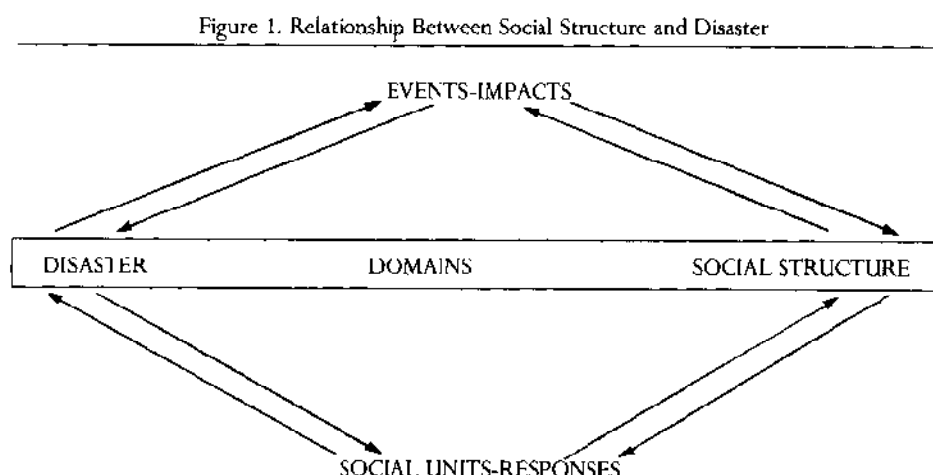 Figure 1. Relationship Between Social Structure and Disaster
EVENTS-IMPACTS
DISASTER DOMAINS SOCIAL STRUCTURE
SOCIAL UNITS-RESPONSES